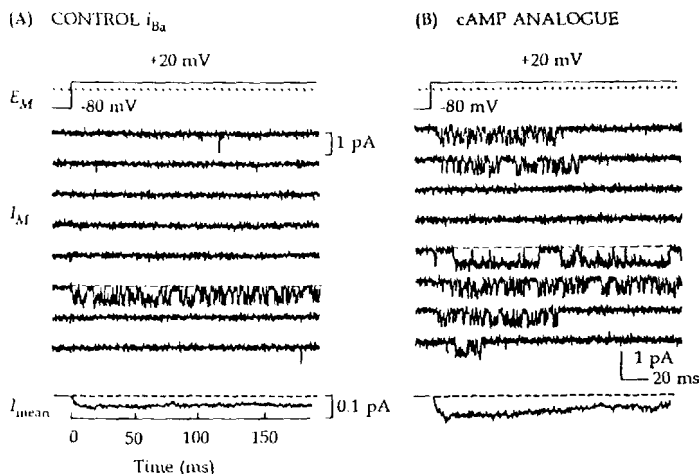 (A) CONTROL iBa
(B) cAMP ANALOGUE
+20 mV
+20 mV
EM
-80 mV
-80 mV
1 pA
IM
1 pA
20 ms
Imean
0.1 pA
0 50 100 150
Time (ms)